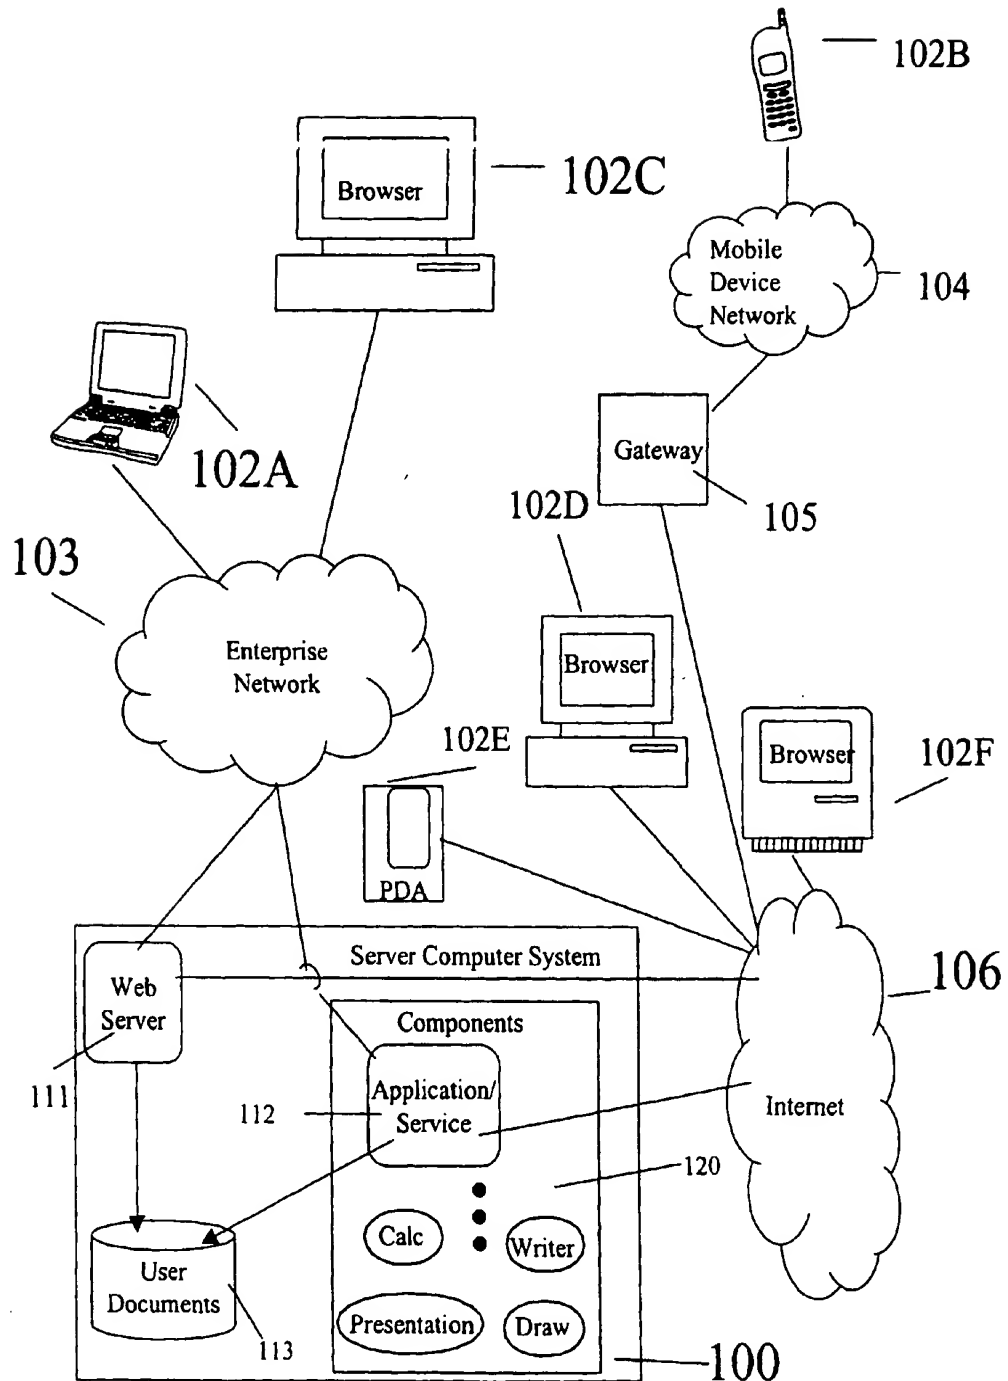 102B
Browser
102C
Mobile
Device
Network
104
102A
Gateway
105
102D
103
Enterprise
Network
Browser
102E
Browser
102F
PDA
Server Computer System
Web
Server
106
Components
111
112
Application/
Service
Internet
120
Calc
Writer
User
Documents
Presentation
Draw
113
100